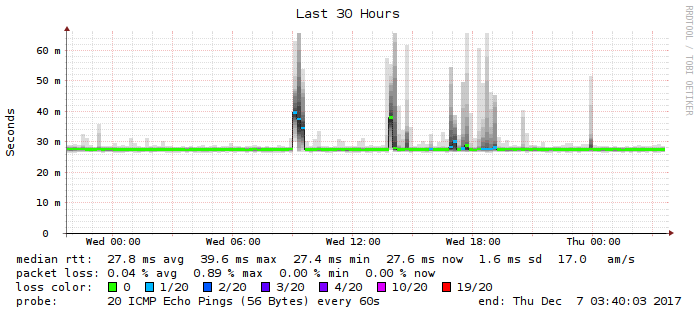 Last 30 Hours
RRDTOOL / TOBI OETIKER
Seconds
60 m
50 m
40 m
30 m
20 m
10 m
0
Wed 00:00 Wed 06:00 Wed 12:00 Wed 18:00 Thu 00:00
median rtt: 27.8 ms avg 39.6 ms max 27.4 ms min 27.6 ms now 1.6 ms sd 17.0 am/s
packet loss: 0.04 % avg 0.89 % max 0.00 % min 0.00 % now
loss color: 0 1/20 2/20 3/20 4/20 10/20 19/20
probe: 20 ICMP Echo Pings (56 Bytes) every 60s end: Thu Dec 7 03:40:03 2017